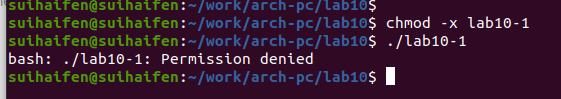 suihaifen@suihaifen:~/work/arch-pc/lab10$
suihaifen@suihaifen:~/work/arch-pc/lab10$ chmod -x lab10-1
suihaifen@suihaifen:~/work/arch-pc/lab10$ ./lab10-1
bash: ./lab10-1: Permission denied
suihaifen@suihaifen:~/work/arch-pc/lab10$